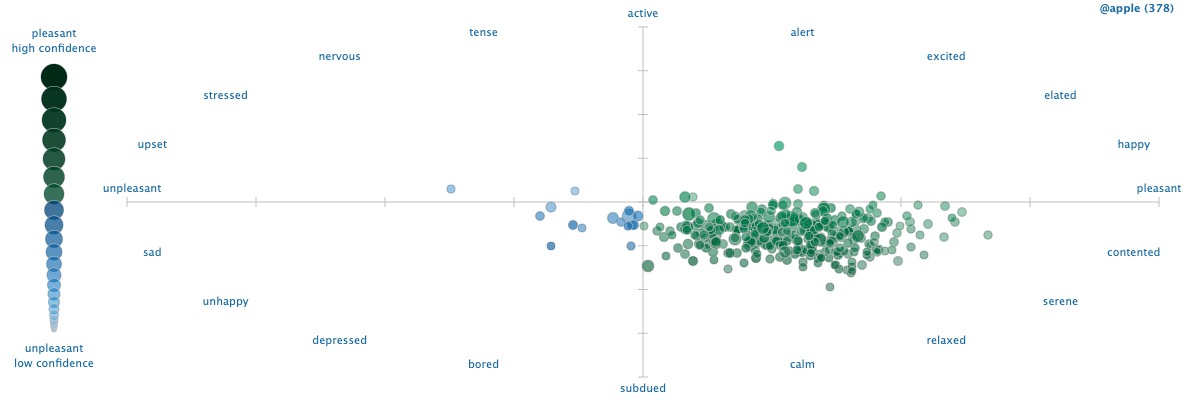 @apple (378)
active
pleasant
high confidence
tense
alert
nervous
excited
stressed
elated
upset
happy
unpleasant
pleasant
sad
contented
unhappy
serene
depressed
relaxed
unpleasant
low confidence
bored
calm
subdued